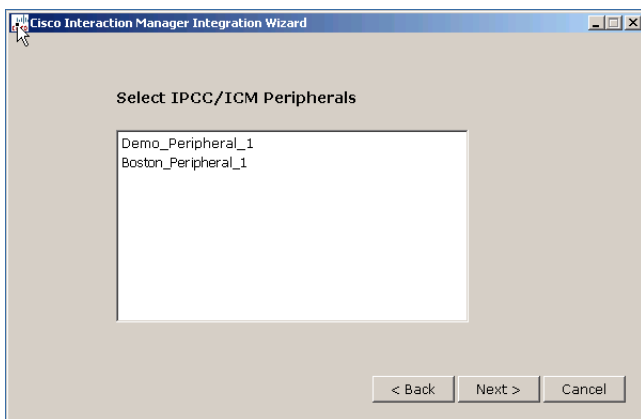 Cisco Interaction Manager Integration Wizard
Select IPCC/ICM Peripherals
Demo_Peripheral_1
Boston_Peripheral_1
< Back Next > Cancel